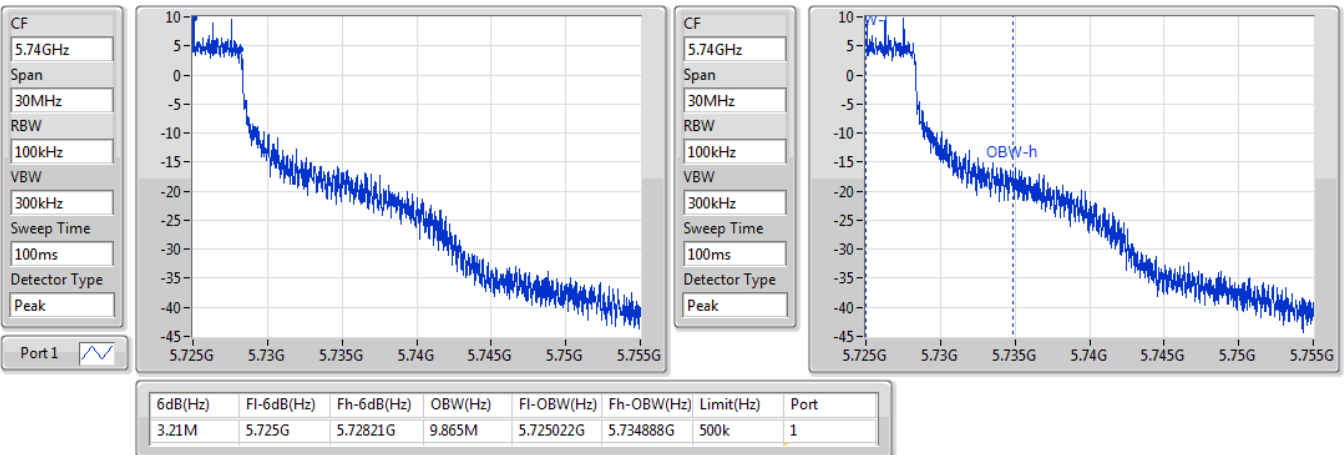 CF
5.74GHz
Span
30MHz
RBW
100kHz
VBW
300kHz
Sweep Time
100ms
Detector Type
Peak
Port 1
10
5
0
-5
-10
-15
-20
-25
-30
-35
-40
-45
5.725G 5.73G 5.735G 5.74G 5.745G 5.75G 5.755G
CF
5.74GHz
Span
30MHz
RBW
100kHz
VBW
300kHz
Sweep Time
100ms
Detector Type
Peak
10
5
0
-5
-10
-15
-20
-25
-30
-35
-40
-45
OBW-h
5.725G 5.73G 5.735G 5.74G 5.745G 5.75G 5.755G
6dB(Hz) Fl-6dB(Hz) Fh-6dB(Hz) OBW(Hz) Fl-OBW(Hz) Fh-OBW(Hz) Limit(Hz) Port
3.21M 5.725G 5.72821G 9.865M 5.725022G 5.734888G 500k 1